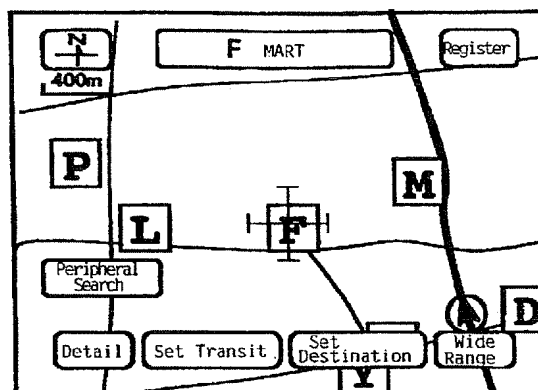 N
F MART
Register
400m
P
M
L
F
Peripheral
Search
D
Detail
Set Transit
Set
Destination
Wide
Range
Y